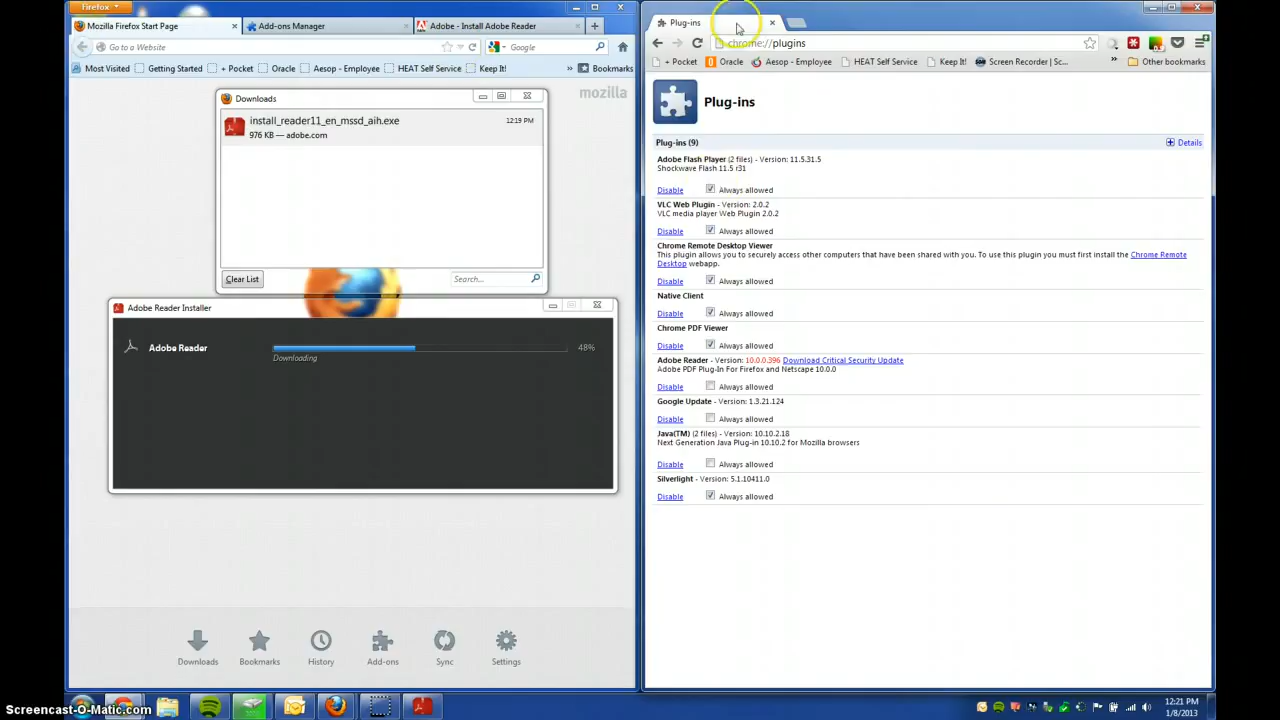 Firefox
Mozilla Firefox Start Page
Add-ons Manager
Adobe - Install Adobe Reader
Go to a Website
Google
Most Visited
Getting Started
+ Pocket
Aesop - Employee
HEAT Self Service
Keep It!
»
Bookmarks
mozilla
Downloads
install_reader11_en_mssd_aih.exe
12:19 PM
976 KB — adobe.com
Clear List
Search...
Adobe Reader Installer
Adobe Reader
48%
Downloading
Downloads
Bookmarks
History
Add-ons
Sync
Settings
Plug-ins
chrome://plugins
+ Pocket
Oracle
Aesop - Employee
HEAT Self Service
Keep It!
Screen Recorder | Sc...
»
Other bookmarks
Plug-ins
Plug-ins (9)
Details
Adobe Flash Player (2 files) - Version: 11.5.31.5
Shockwave Flash 11.5 r31
Disable Always allowed
VLC Web Plugin - Version: 2.0.2
VLC media player Web Plugin 2.0.2
Disable Always allowed
Chrome Remote Desktop Viewer
This plugin allows you to securely access other computers that have been shared with you. To use this plugin you must first install the Chrome Remote
Desktop webapp.
Disable Always allowed
Native Client
Disable Always allowed
Chrome PDF Viewer
Disable Always allowed
Adobe Reader - Version: 10.0.0.396 Download Critical Security Update
Adobe PDF Plug-In For Firefox and Netscape 10.0.0
Disable Always allowed
Google Update - Version: 1.3.21.124
Disable Always allowed
Java(TM) (2 files) - Version: 10.10.2.18
Next Generation Java Plug-in 10.10.2 for Mozilla browsers
Disable Always allowed
Silverlight - Version: 5.1.10411.0
Disable Always allowed
Screencast-O-Matic.com
12:21 PM
1/8/2013